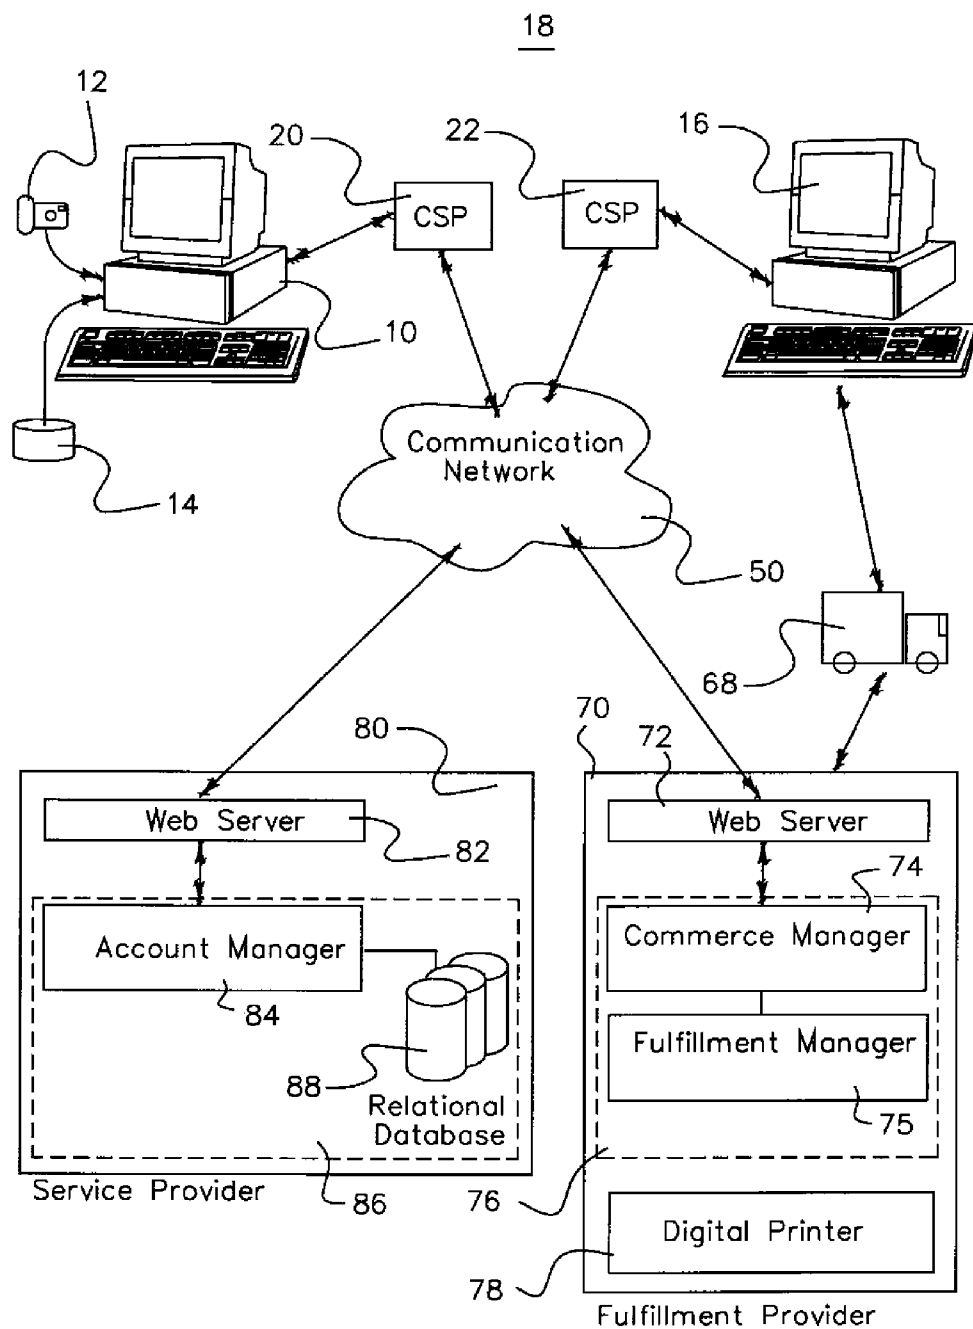 18
12
20
22
16
CSP
CSP
10
Communication
Network
14
50
68
80
70
72
Web Server
82
Web Server
74
Account Manager
Commerce Manager
84
Fulfillment Manager
88
75
Relational
Database
Service Provider
86
76
Digital Printer
78
Fulfillment Provider